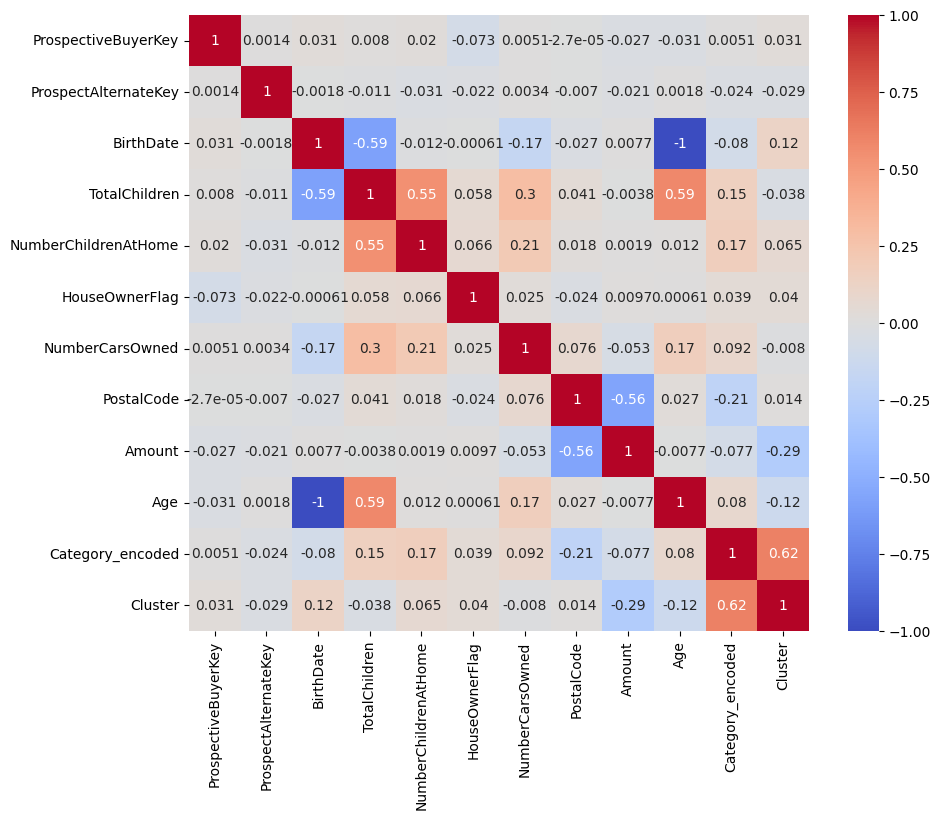 ProspectiveBuyerKey 1 0.0014 0.031 0.008 0.02 -0.073 0.0051 -2.7e-05 -0.027 -0.031 0.0051 0.031
ProspectAlternateKey 0.0014 1 -0.0018 -0.011 -0.031 -0.022 0.0034 -0.007 -0.021 0.0018 -0.024 -0.029
BirthDate 0.031 -0.0018 1 -0.59 -0.012 -0.00061 -0.17 -0.027 0.0077 -1 -0.08 0.12
TotalChildren 0.008 -0.011 -0.59 1 0.55 0.058 0.3 0.041 -0.0038 0.59 0.15 -0.038
NumberChildrenAtHome 0.02 -0.031 -0.012 0.55 1 0.066 0.21 0.018 0.0019 0.012 0.17 0.065
HouseOwnerFlag -0.073 -0.022 -0.00061 0.058 0.066 1 0.025 -0.024 0.0097 0.00061 0.039 0.04
NumberCarsOwned 0.0051 0.0034 -0.17 0.3 0.21 0.025 1 0.076 -0.053 0.17 0.092 -0.008
PostalCode -2.7e-05 -0.007 -0.027 0.041 0.018 -0.024 0.076 1 -0.56 0.027 -0.21 0.014
Amount -0.027 -0.021 0.0077 -0.0038 0.0019 0.0097 -0.053 -0.56 1 -0.0077 -0.077 -0.29
Age -0.031 0.0018 -1 0.59 0.012 0.00061 0.17 0.027 -0.0077 1 0.08 -0.12
Category_encoded 0.0051 -0.024 -0.08 0.15 0.17 0.039 0.092 -0.21 -0.077 0.08 1 0.62
Cluster 0.031 -0.029 0.12 -0.038 0.065 0.04 -0.008 0.014 -0.29 -0.12 0.62 1
ProspectiveBuyerKey
ProspectAlternateKey
BirthDate
TotalChildren
NumberChildrenAtHome
HouseOwnerFlag
NumberCarsOwned
PostalCode
Amount
Age
Category_encoded
Cluster
1.00
0.75
0.50
0.25
0.00
−0.25
−0.50
−0.75
−1.00